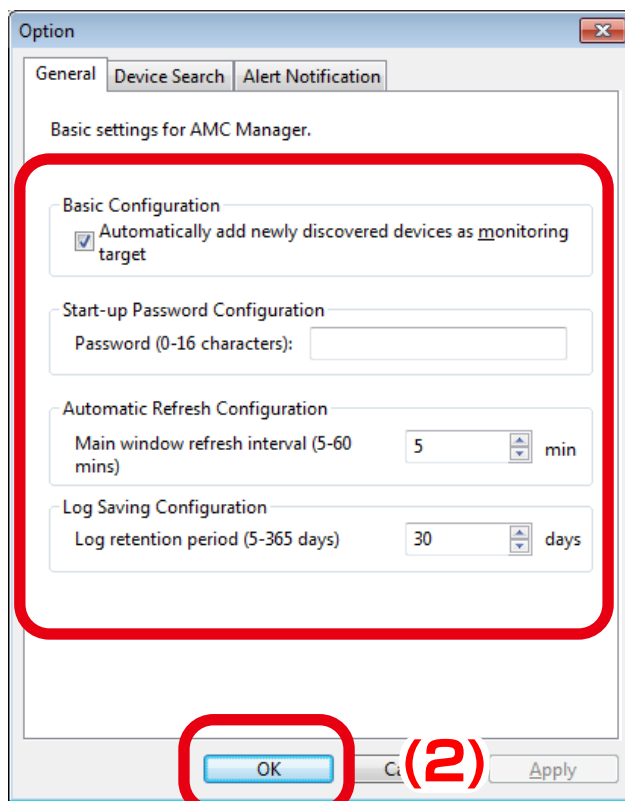 Option
General Device Search Alert Notification
Basic settings for AMC Manager.
Basic Configuration
Automatically add newly discovered devices as monitoring
target
Start-up Password Configuration
Password (0-16 characters):
Automatic Refresh Configuration
Main window refresh interval (5-60
mins)
5 min
Log Saving Configuration
Log retention period (5-365 days) 30 days
OK (2) Apply